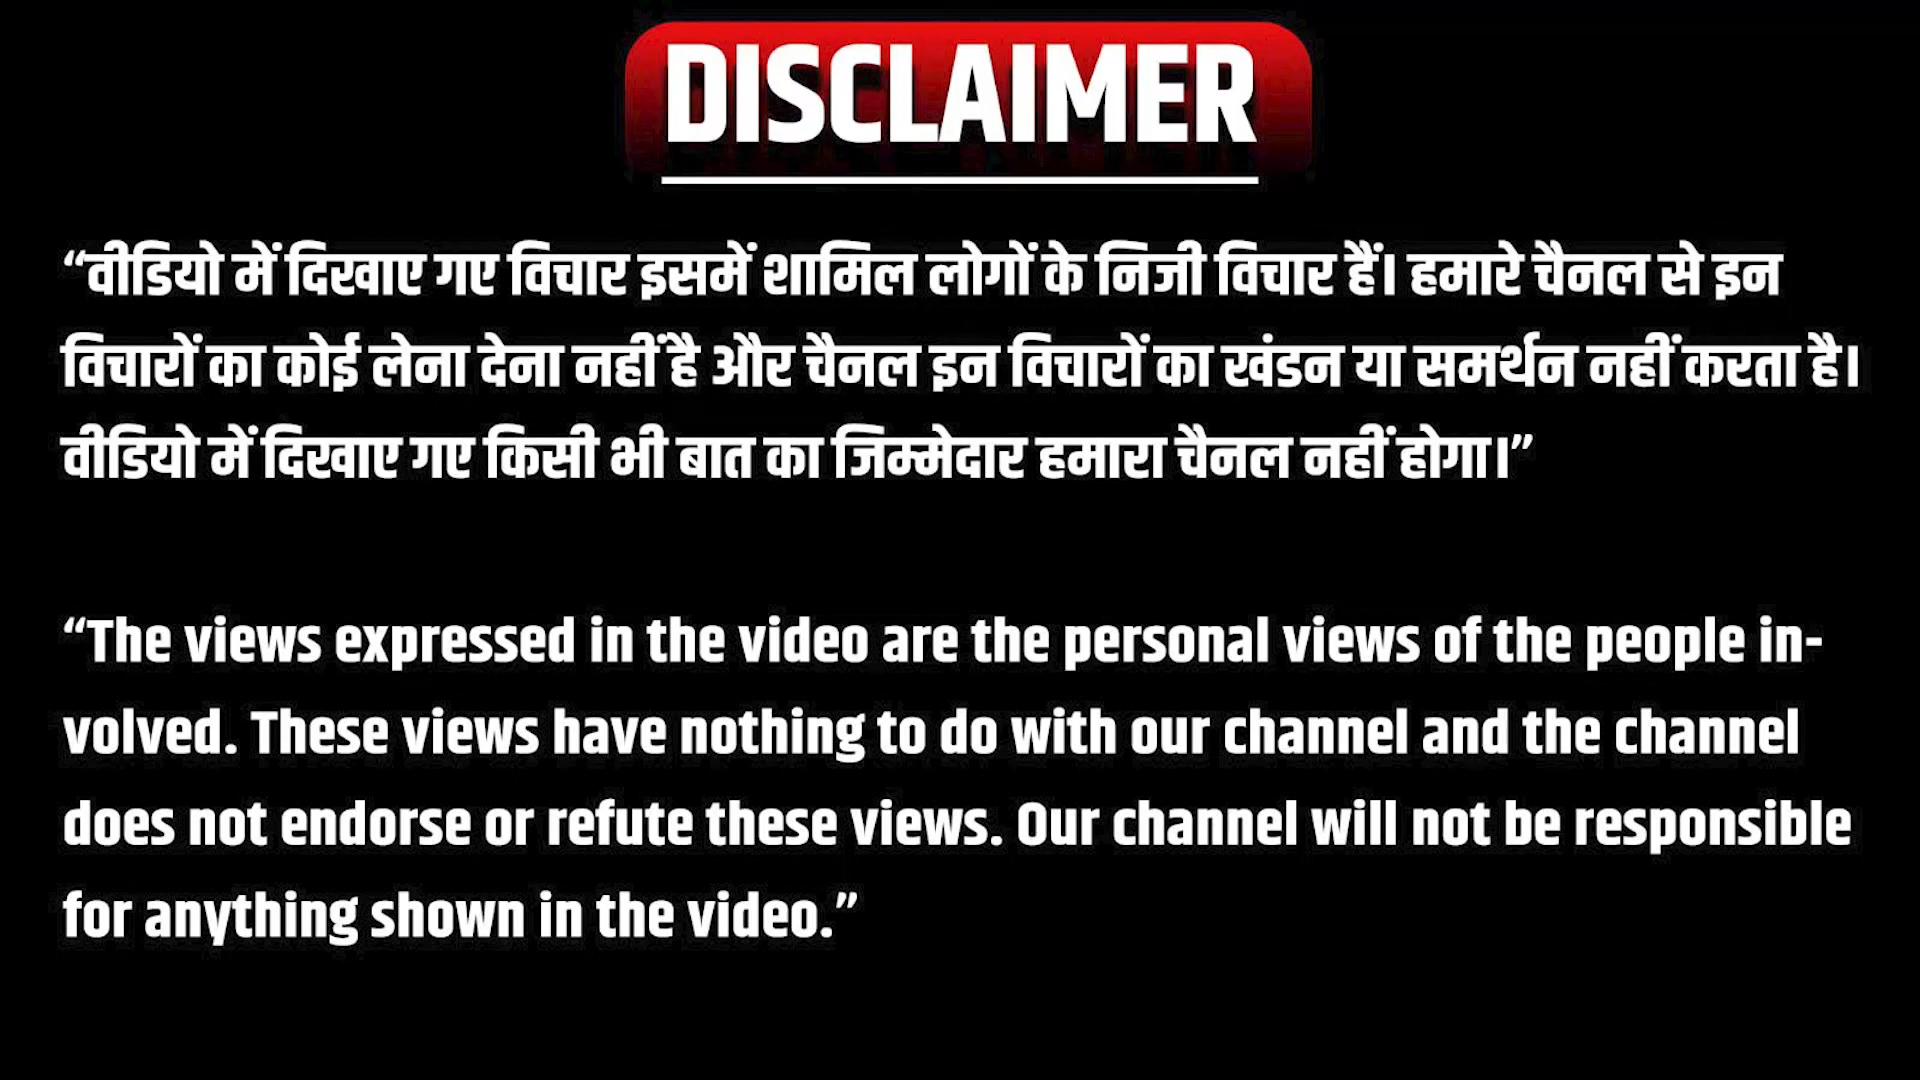 DISCLAIMER
“वीडियो में दिखाए गए विचार इसमें शामिल लोगों के निजी विचार हैं। हमारे चैनल से इन
विचारों का कोई लेना देना नहीं है और चैनल इन विचारों का खंडन या समर्थन नहीं करता है।
वीडियो में दिखाए गए किसी भी बात का जिम्मेदार हमारा चैनल नहीं होगा।”
“The views expressed in the video are the personal views of the people in-
volved. These views have nothing to do with our channel and the channel
does not endorse or refute these views. Our channel will not be responsible
for anything shown in the video.”